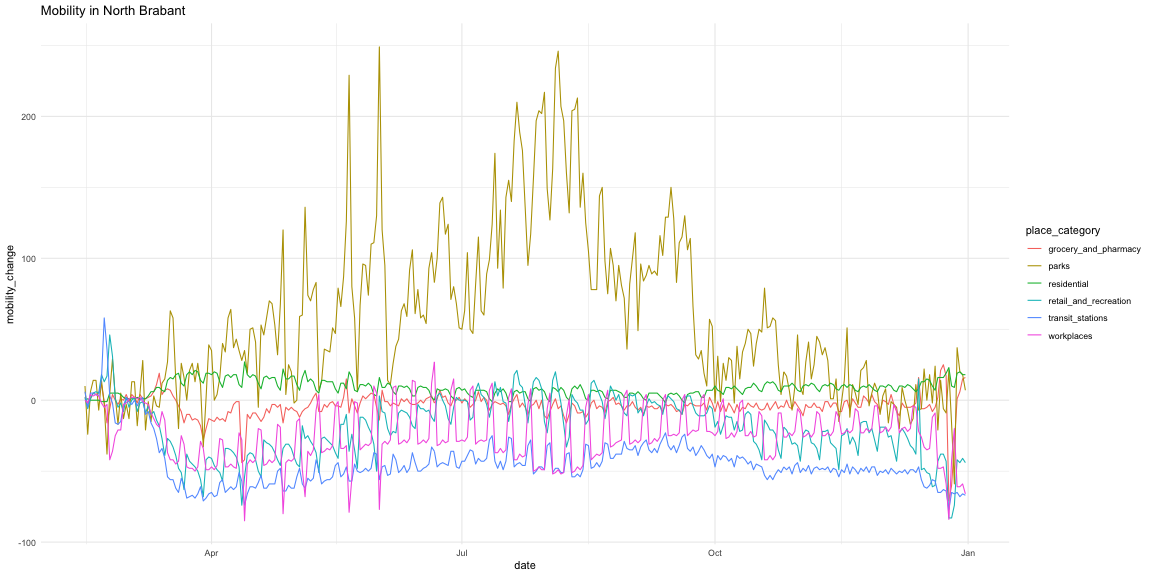 Mobility in North Brabant
mobility_change
200
100
0
-100
Apr
Jul
Oct
Jan
date
place_category
grocery_and_pharmacy
parks
residential
retail_and_recreation
transit_stations
workplaces